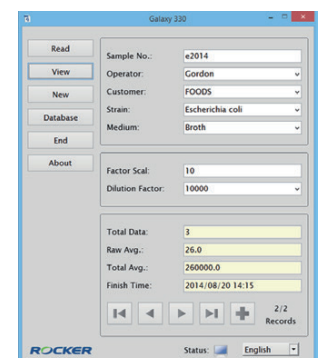 Galaxy 330
Read
View
New
Database
End
About
Sample No.: e2014
Operator: Gordon
Customer: FOODS
Strain: Escherichia coli
Medium: Broth
Factor Scal: 10
Dilution Factor: 10000
Total Data: 3
Raw Avg.: 26.0
Total Avg.: 260000.0
Finish Time: 2014/08/20 14:15
2/2
Records
ROCKER
Status: English